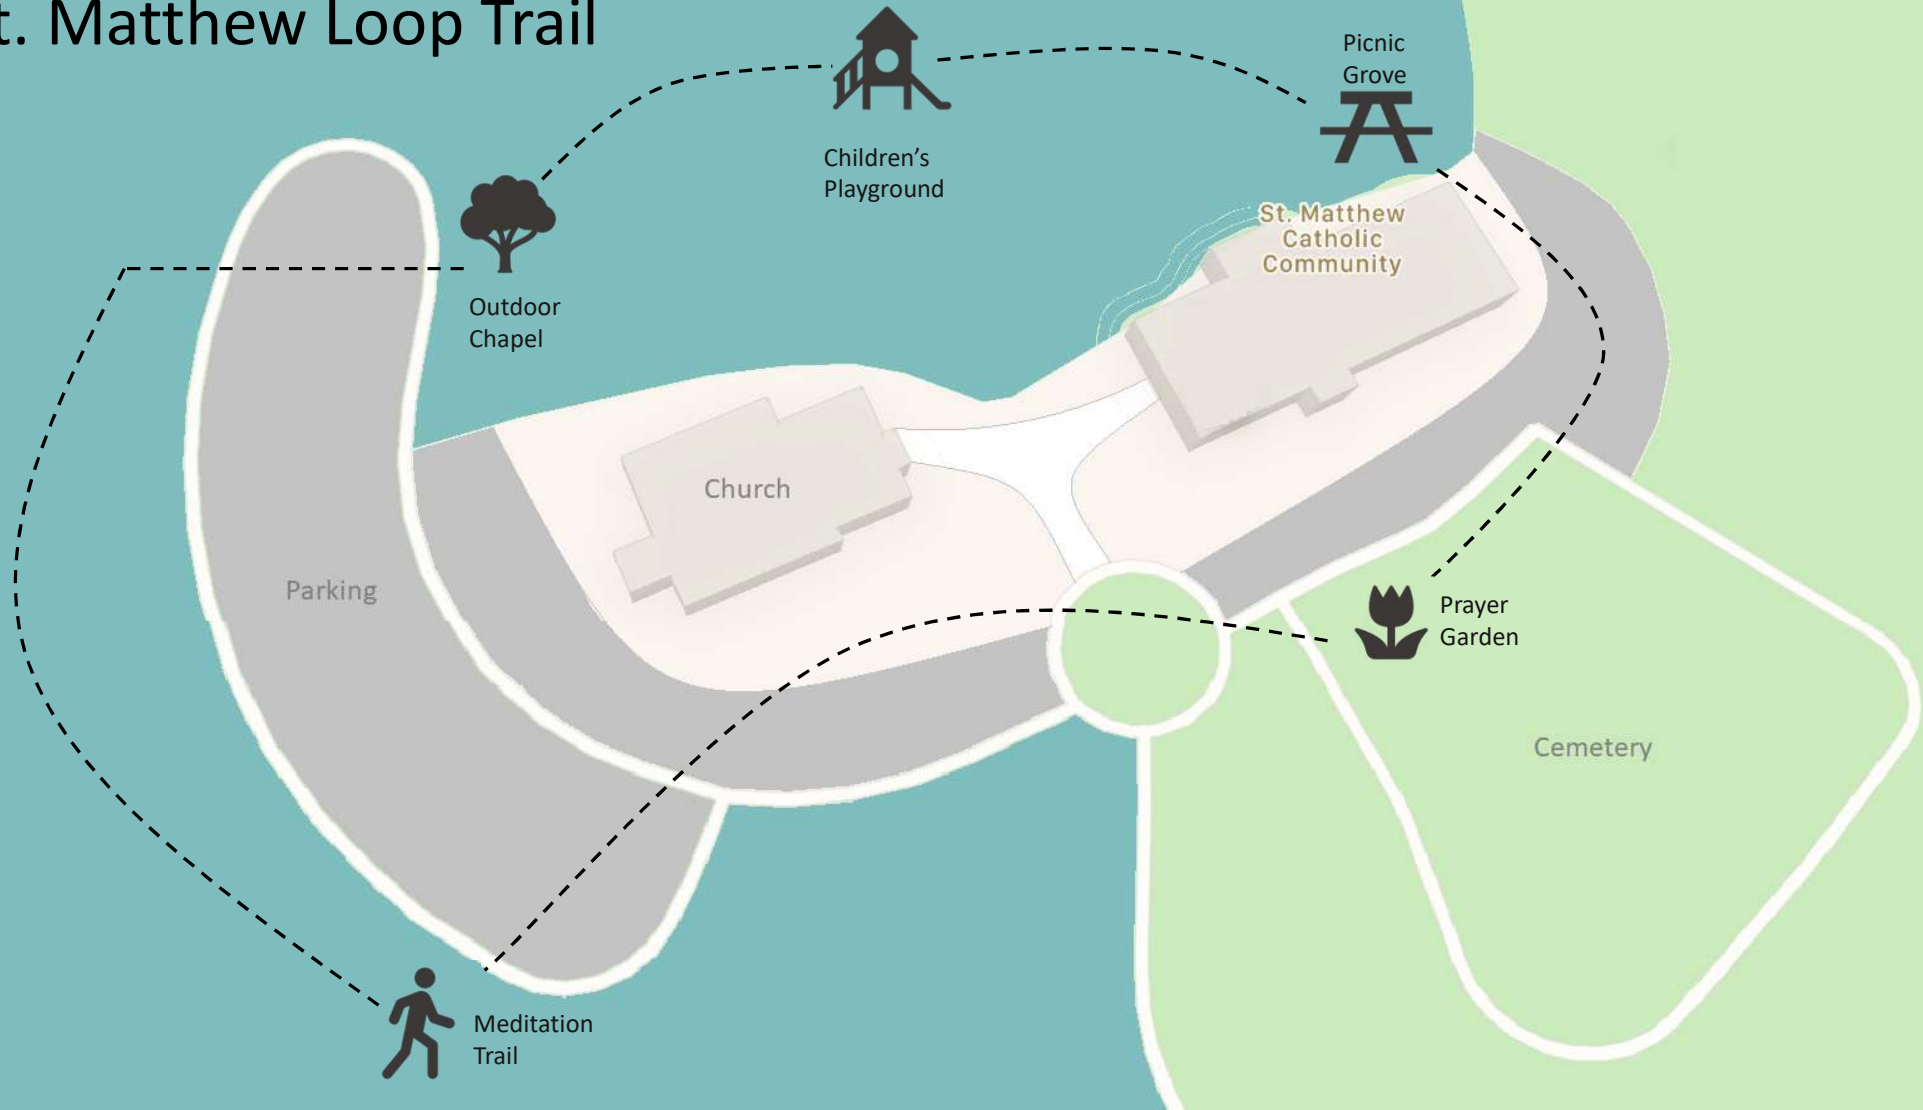 t. Matthew Loop Trail
Picnic
Grove
Children’s
Playground
St. Matthew
Catholic
Community
Outdoor
Chapel
Church
Parking
Prayer
Garden
Cemetery
Meditation
Trail